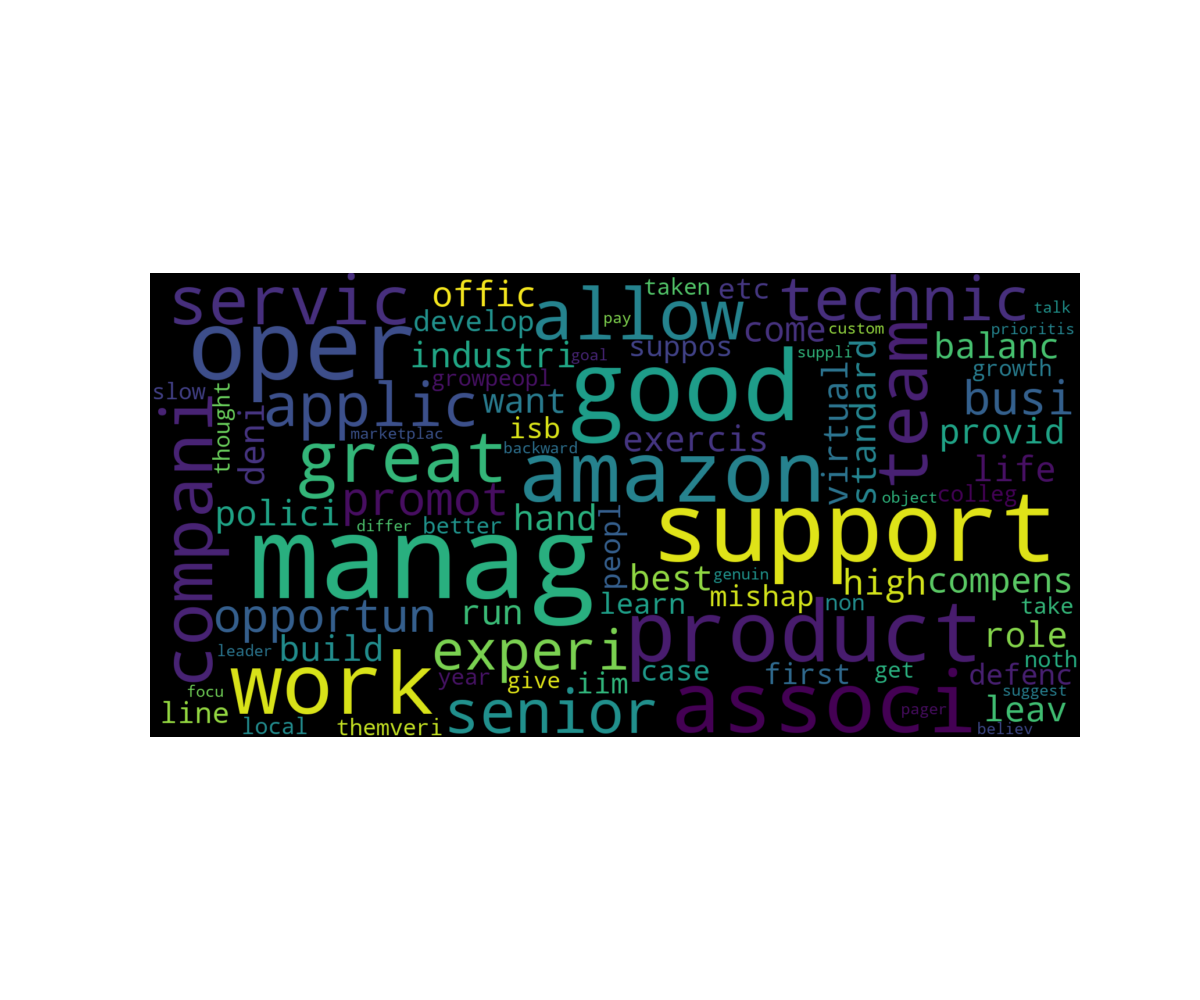 servic
offic
allow
taken
etc
technic
talk
oper
develop
pay
come
custom
prioritis
industri
goal
suppos
suppli
balanc
slow
growpeopl
good
growth
compani
thought
deni
applic
want
virtual
standard
team
busi
marketplac
isb
exercis
provid
great
backward
amazon
life
promot
object
colleg
polici
differ
better
hand
peopl
support
manag
best
genuin
high
compens
mishap
opportun
run
learn
non
take
product
role
build
experi
leader
case
first
get
defenc
noth
work
year
give
iim
suggest
focu
line
senior
associ
pager
leav
local
themveri
believ